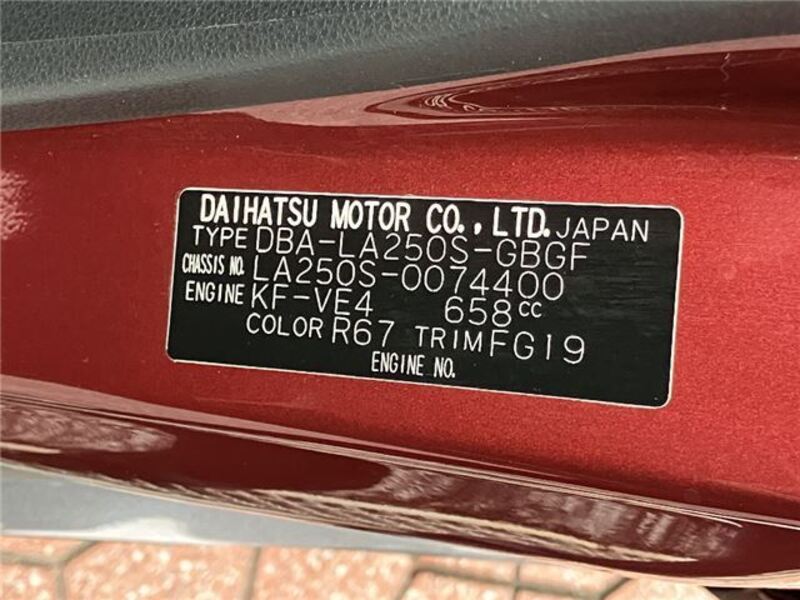 DAIHATSU MOTOR CO., LTD. JAPAN
TYPE DBA-LA250S-GBGF
CHASSIS NO. LA250S-0074400
ENGINE KF-VE4 658cc
COLOR R67 TRIM FG19
ENGINE NO.